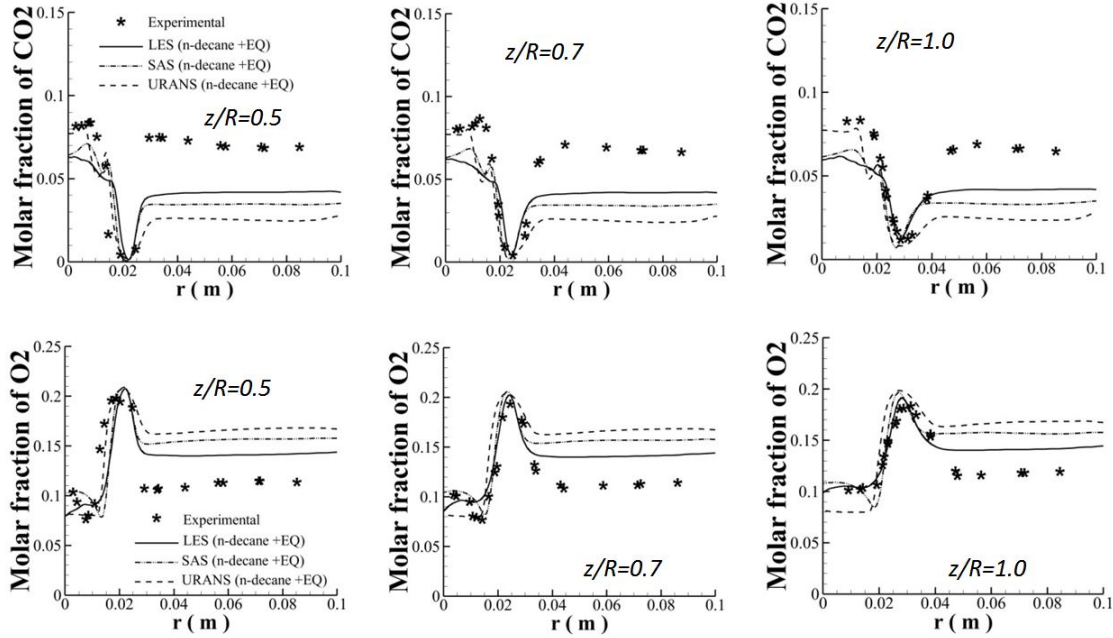 0.15
0.1
0.05
0
Molar fraction of CO2
* Experimental
LES (n-decane +EQ)
SAS (n-decane +EQ)
URANS (n-decane +EQ)
z/R=0.5
0 0.02 0.04 0.06 0.08 0.1
r ( m )
0.15
0.1
0.05
0
Molar fraction of CO2
z/R=0.7
0 0.02 0.04 0.06 0.08 0.1
r ( m )
0.15
0.1
0.05
0
Molar fraction of CO2
z/R=1.0
0 0.02 0.04 0.06 0.08 0.1
r ( m )
0.25
0.2
0.15
0.1
0.05
0
Molar fraction of O2
z/R=0.5
* Experimental
LES (n-decane +EQ)
SAS (n-decane +EQ)
URANS (n-decane +EQ)
0 0.02 0.04 0.06 0.08 0.1
r ( m )
0.25
0.2
0.15
0.1
0.05
0
Molar fraction of O2
z/R=0.7
0 0.02 0.04 0.06 0.08 0.1
r ( m )
0.25
0.2
0.15
0.1
0.05
0
Molar fraction of O2
z/R=1.0
0 0.02 0.04 0.06 0.08 0.1
r ( m )